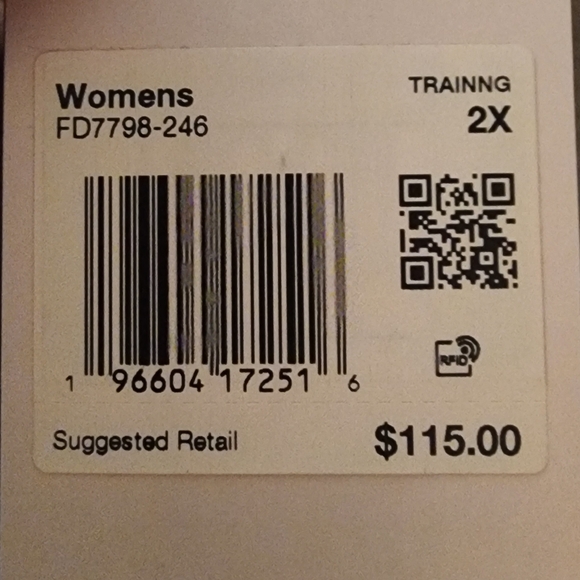 Womens
TRAINNG
FD7798-246
2X
RFID
1 96604 17251 6
Suggested Retail
$115.00